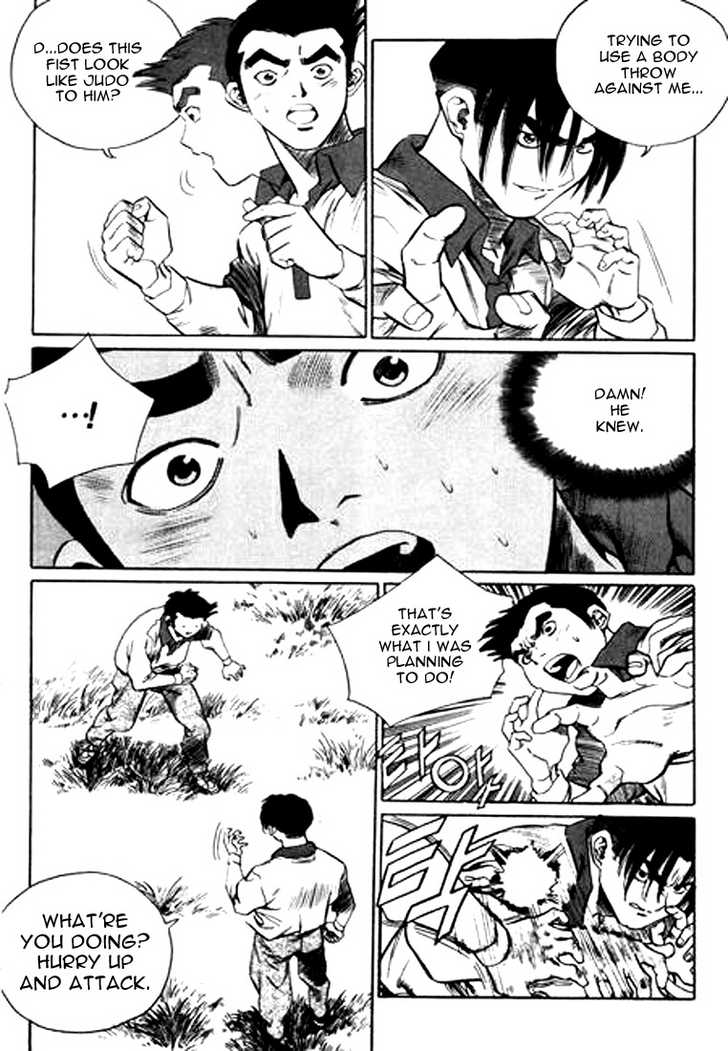 D...DOES THIS
FIST LOOK
LIKE JUDO
TO HIM?
TRYING TO
USE A BODY
THROW
AGAINST ME...
...!
DAMN!
HE
KNEW.
WHAT'RE
YOU DOING?
HURRY UP
AND ATTACK.
THAT'S
EXACTLY
WHAT I WAS
PLANNING
TO DO!